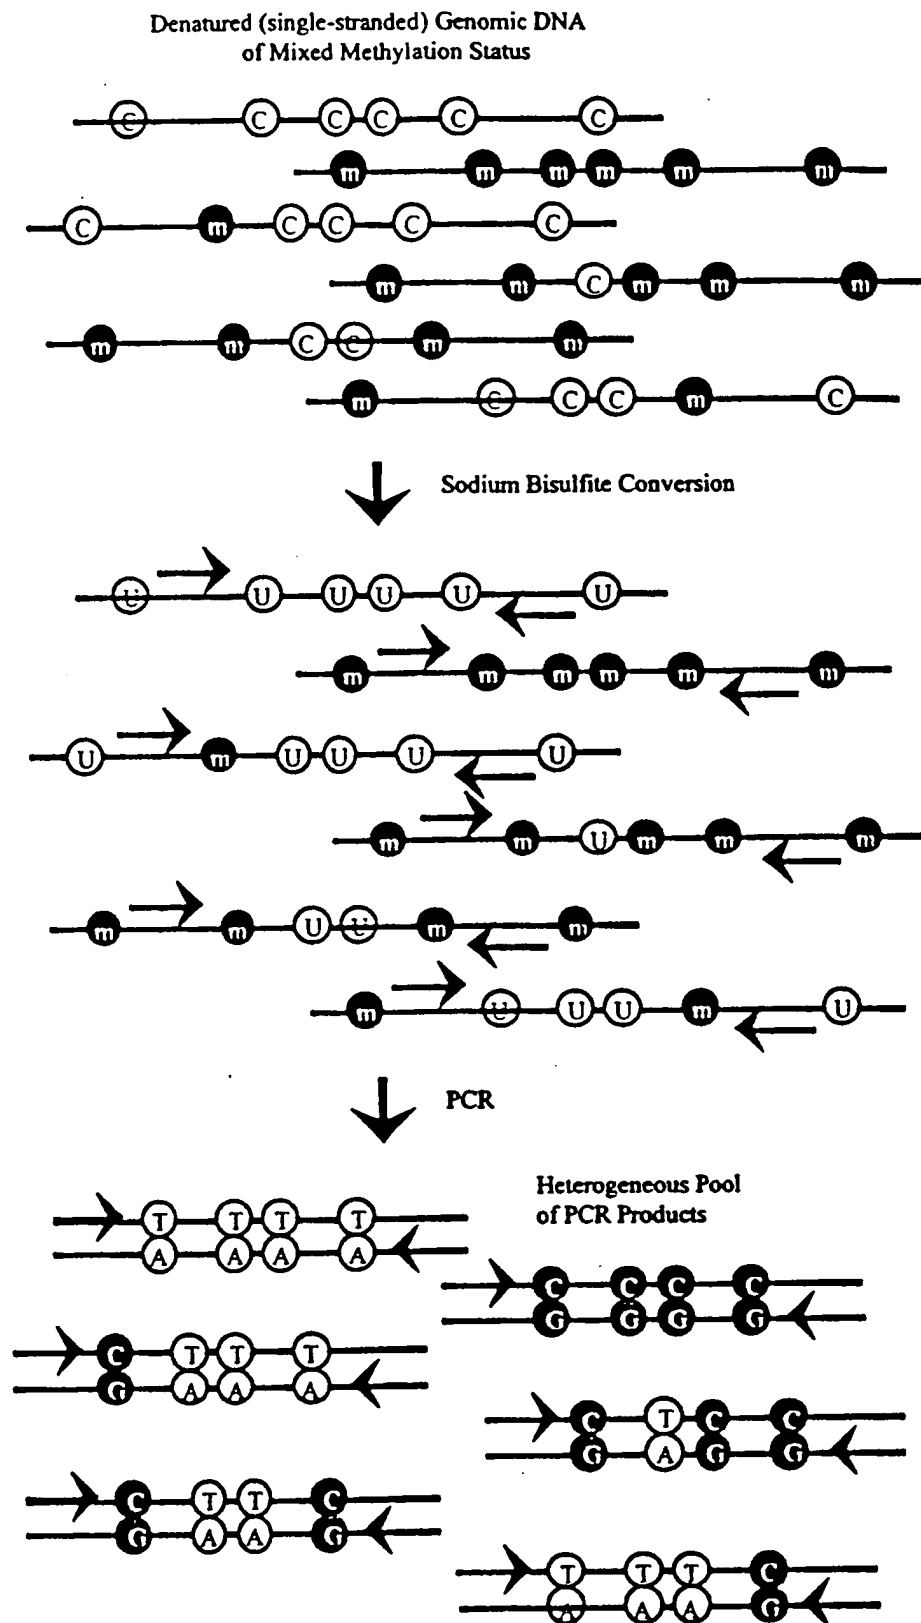 Denatured (single-stranded) Genomic DNA
of Mixed Methylation Status
C C C C C C
m m m m m m
C m C C C C
m m C m m m
m m C C m m
m C C C m C
Sodium Bisulfite Conversion
U U U U U U
m m m m m m
U m U U U U
m m U m m m
m m U U m m
m U U U m U
PCR
Heterogeneous Pool
of PCR Products
T T T T
A A A A
C C C C
G G G G
C T T T
G A A A
C T C C
G A G G
C T T C
G A A G
T T T C
A A A G